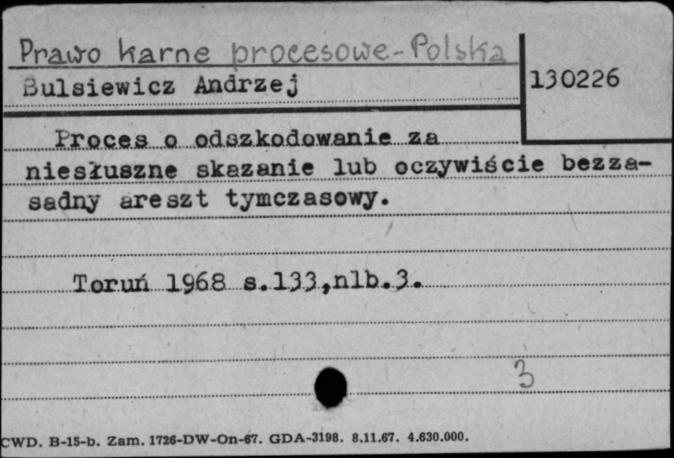 Prawo karne procesowe-Polska
Bulsiewicz Andrzej
130226
Proces o odszkodowanie za
niesłuszne skazanie lub oczywiście bezza-
sadny areszt tymczasowy.
Toruń 1968 s.133,nlb.3.
3
CWD. B-15-b. Zam. 1726-DW-On-67. GDA-3198. 8.11.67. 4.630.000.